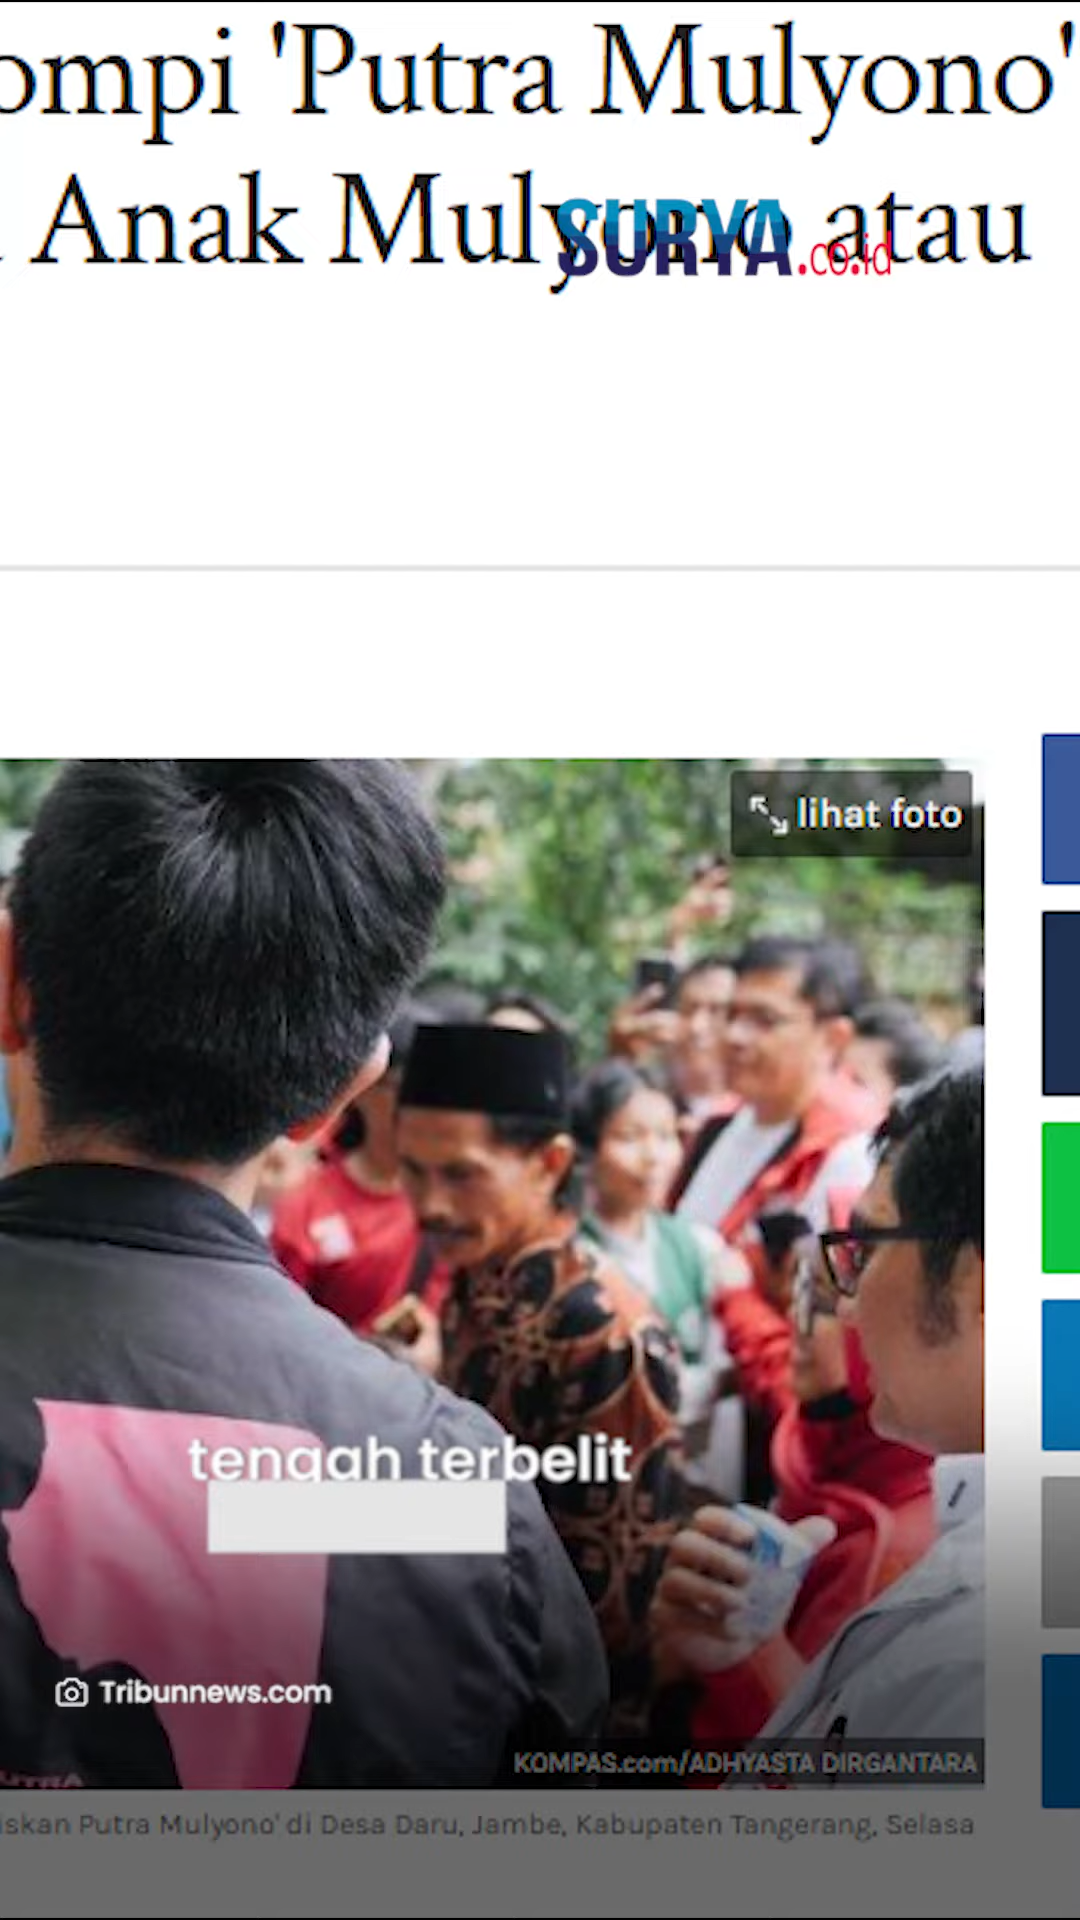 ompi 'Putra Mulyono'
Anak Mulyono atau
SURYA.co.id
lihat foto
tengah terbelit
Tribunnews.com
KOMPAS.com/ADHYASTA DIRGANTARA
iskan Putra Mulyono' di Desa Daru, Jambe, Kabupaten Tangerang, Selasa